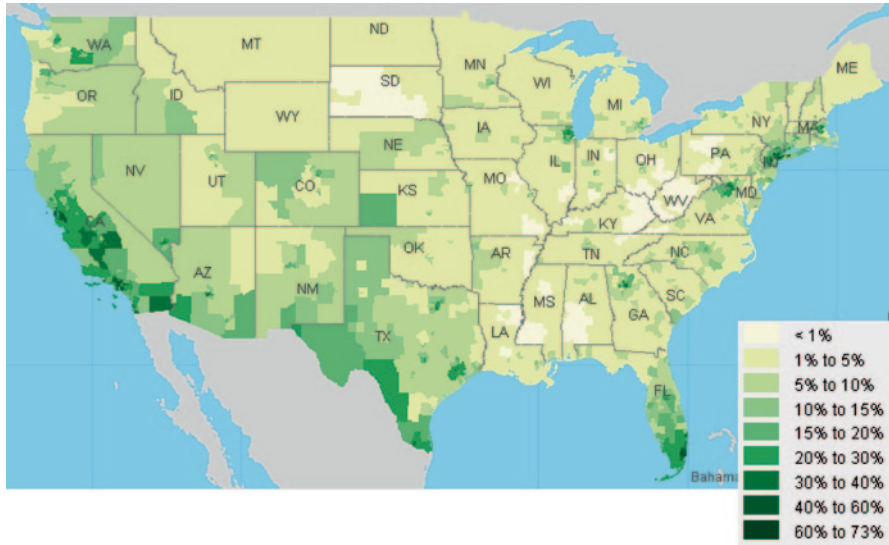 WA
MT
ND
MN
ME
OR
ID
SD
WI
MI
NY
MA
WY
NE
IA
PA
NV
UT
CO
IL
IN
OH
MD
KS
MO
WV
VA
CA
KY
AZ
NM
OK
AR
TN
NC
SC
TX
LA
MS
AL
GA
FL
Bahama
< 1%
1% to 5%
5% to 10%
10% to 15%
15% to 20%
20% to 30%
30% to 40%
40% to 60%
60% to 73%